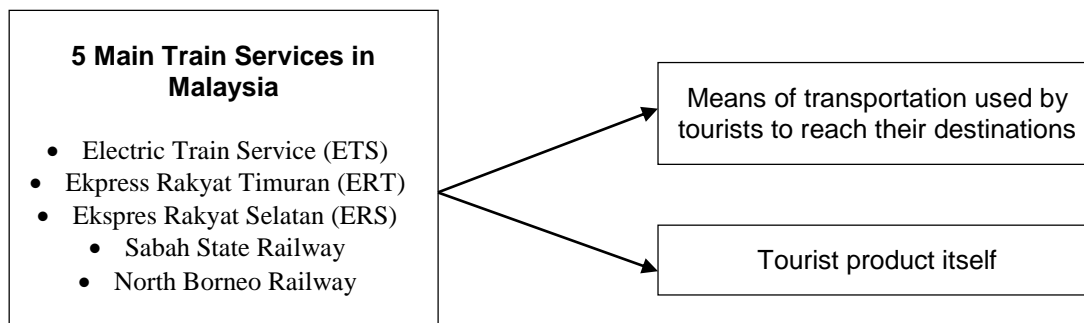 5 Main Train Services in
Malaysia
• Electric Train Service (ETS)
• Ekpress Rakyat Timuran (ERT)
• Ekspres Rakyat Selatan (ERS)
• Sabah State Railway
• North Borneo Railway
Means of transportation used by
tourists to reach their destinations
Tourist product itself